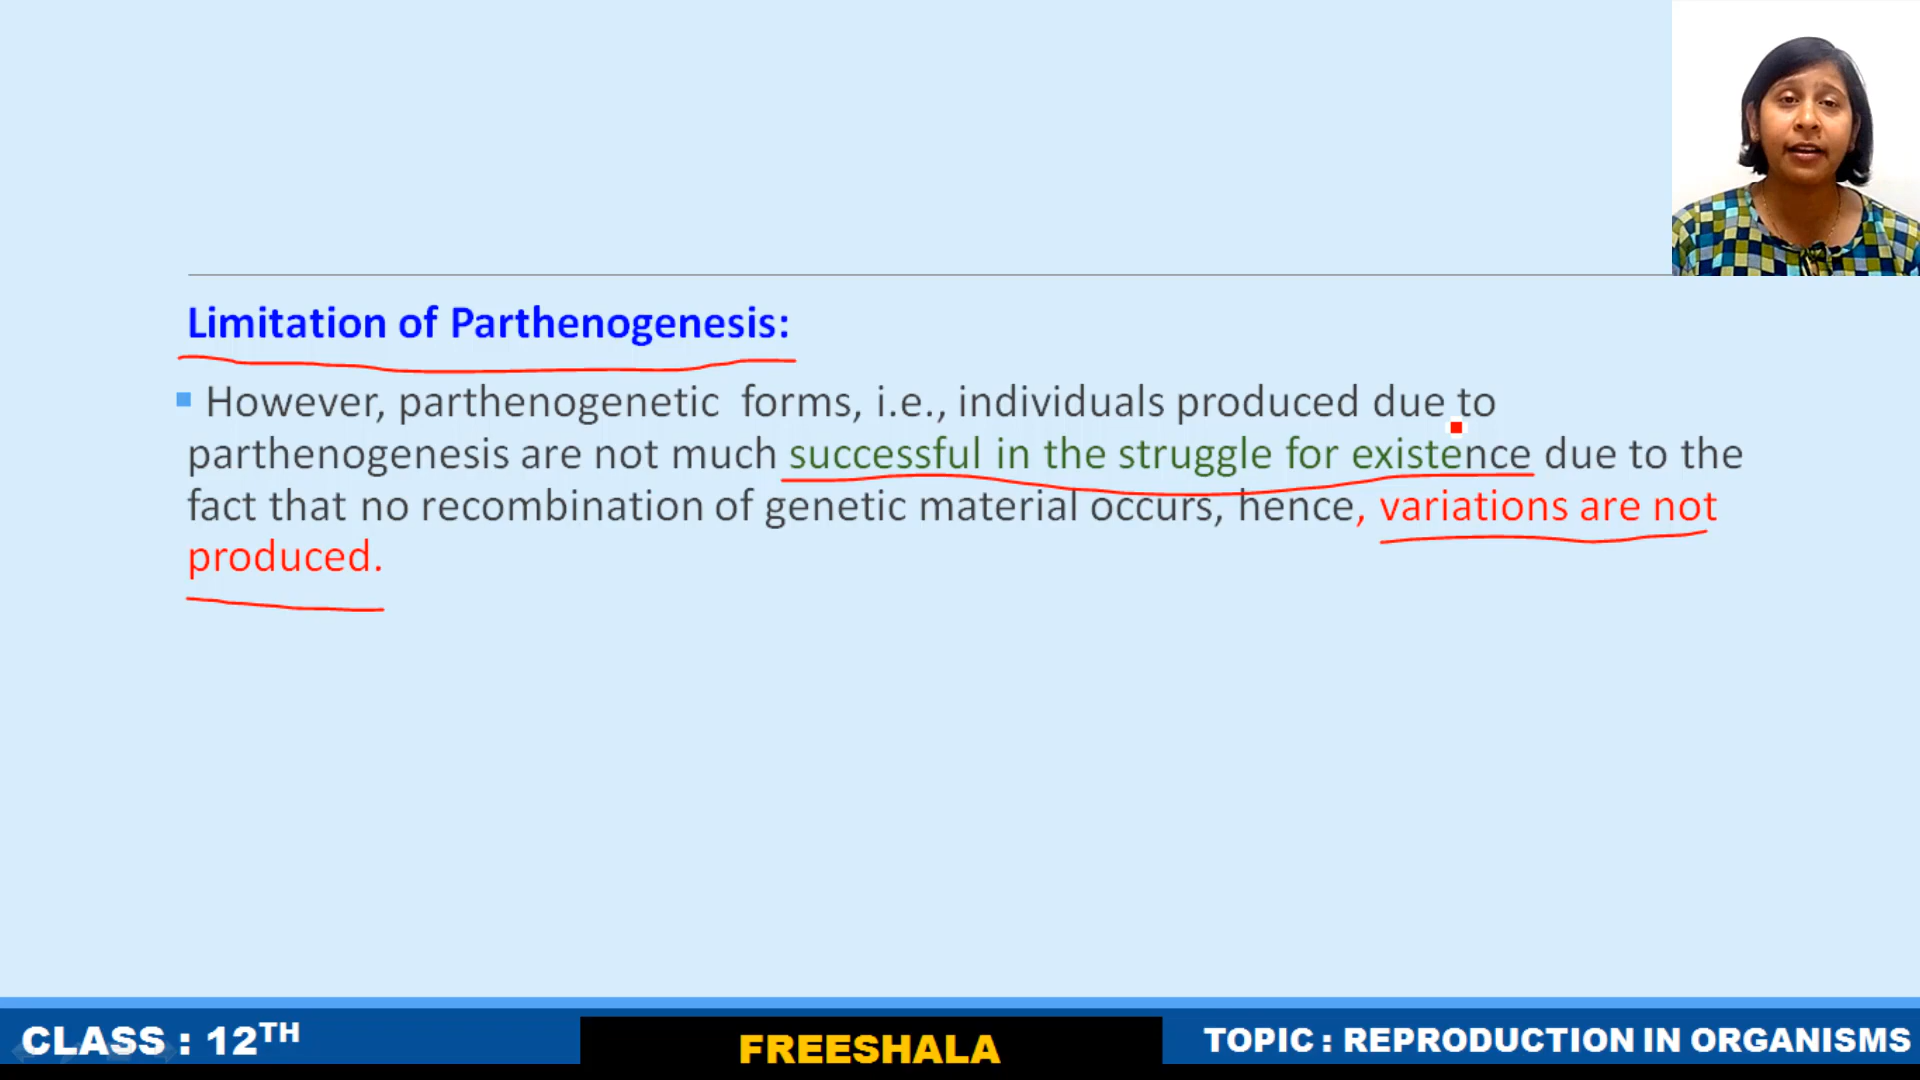 Limitation of Parthenogenesis:
However, parthenogenetic forms, i.e., individuals produced due to
parthenogenesis are not much successful in the struggle for existence due to the
fact that no recombination of genetic material occurs, hence, variations are not
produced.
CLASS : 12TH
FREESHALA
TOPIC : REPRODUCTION IN ORGANISMS